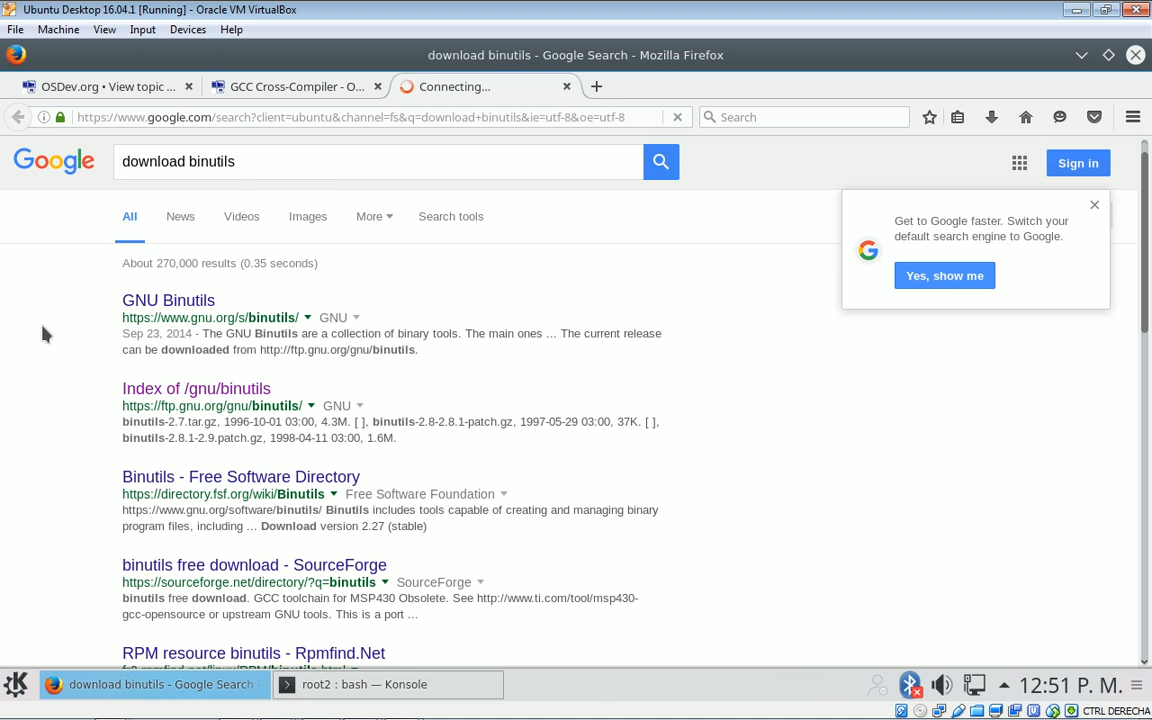 Ubuntu Desktop 16.04.1 [Running] - Oracle VM VirtualBox
File Machine View Input Devices Help
download binutils - Google Search - Mozilla Firefox
OSDev.org • View topic ... GCC Cross-Compiler - O... Connecting...
https://www.google.com/search?client=ubuntu&channel=fs&q=download+binutils&ie=utf-8&oe=utf-8 Search
Google download binutils Sign in
All News Videos Images More Search tools
Get to Google faster. Switch your
default search engine to Google.
Yes, show me
About 270,000 results (0.35 seconds)
GNU Binutils
https://www.gnu.org/s/binutils/ GNU
Sep 23, 2014 - The GNU Binutils are a collection of binary tools. The main ones ... The current release
can be downloaded from http://ftp.gnu.org/gnu/binutils.
Index of /gnu/binutils
https://ftp.gnu.org/gnu/binutils/ GNU
binutils-2.7.tar.gz, 1996-10-01 03:00, 4.3M. [ ], binutils-2.8-2.8.1-patch.gz, 1997-05-29 03:00, 37K. [ ],
binutils-2.8.1-2.9.patch.gz, 1998-04-11 03:00, 1.6M.
Binutils - Free Software Directory
https://directory.fsf.org/wiki/Binutils Free Software Foundation
https://www.gnu.org/software/binutils/ Binutils includes tools capable of creating and managing binary
program files, including ... Download version 2.27 (stable)
binutils free download - SourceForge
https://sourceforge.net/directory/?q=binutils SourceForge
binutils free download. GCC toolchain for MSP430 Obsolete. See http://www.ti.com/tool/msp430-
gcc-opensource or upstream GNU tools. This is a port ...
RPM resource binutils - Rpmfind.Net
download binutils - Google Search - root2 : bash — Konsole 12:51 P. M.
CTRL DERECHA